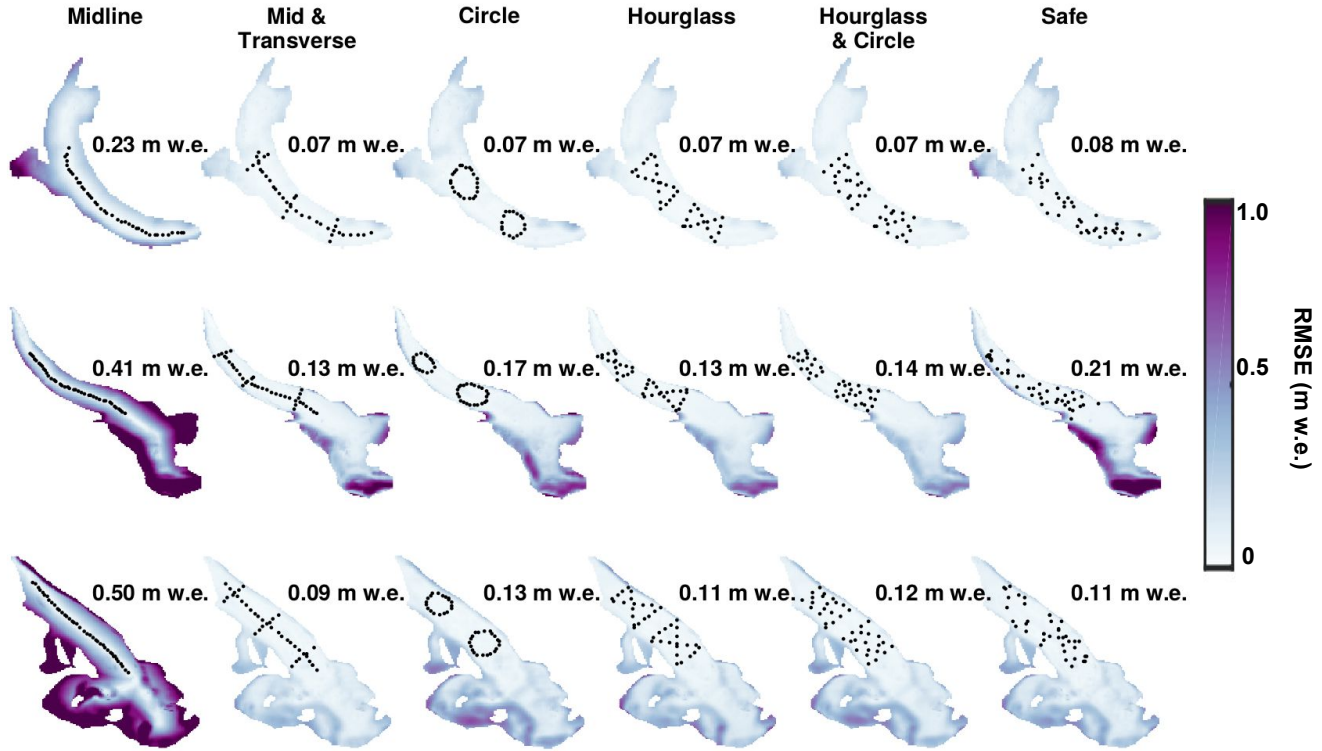 Midline
Mid &
Transverse
Circle
Hourglass
Hourglass
& Circle
Safe
0.23 m w.e.
0.07 m w.e.
0.07 m w.e.
0.07 m w.e.
0.07 m w.e.
0.08 m w.e.
0.41 m w.e.
0.13 m w.e.
0.17 m w.e.
0.13 m w.e.
0.14 m w.e.
0.21 m w.e.
0.50 m w.e.
0.09 m w.e.
0.13 m w.e.
0.11 m w.e.
0.12 m w.e.
0.11 m w.e.
1.0
0.5
0
RMSE (m w.e.)